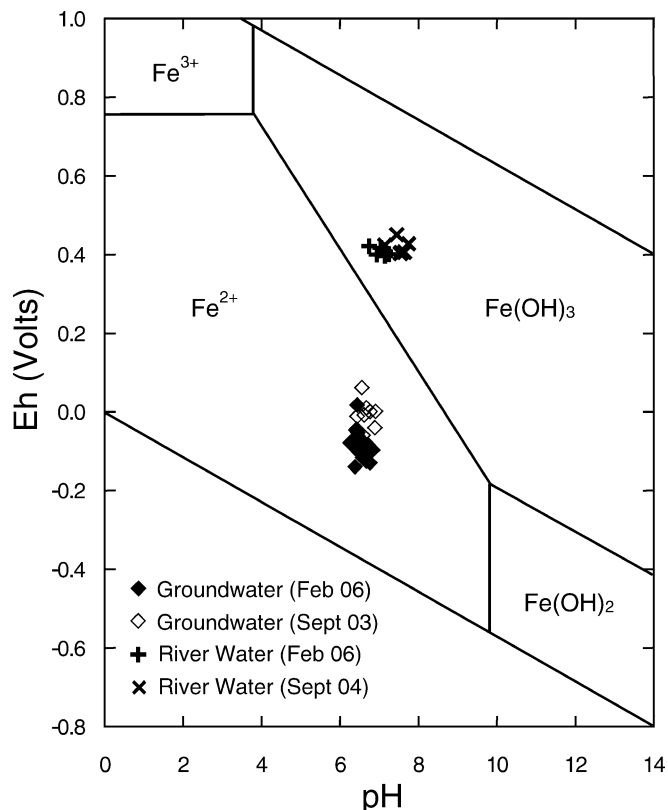 1.0
0.8
0.6
0.4
0.2
0.0
-0.2
-0.4
-0.6
-0.8
Eh (Volts)
Fe³⁺
Fe²⁺
Fe(OH)₃
Fe(OH)₂
Groundwater (Feb 06)
Groundwater (Sept 03)
River Water (Feb 06)
River Water (Sept 04)
0 2 4 6 8 10 12 14
pH